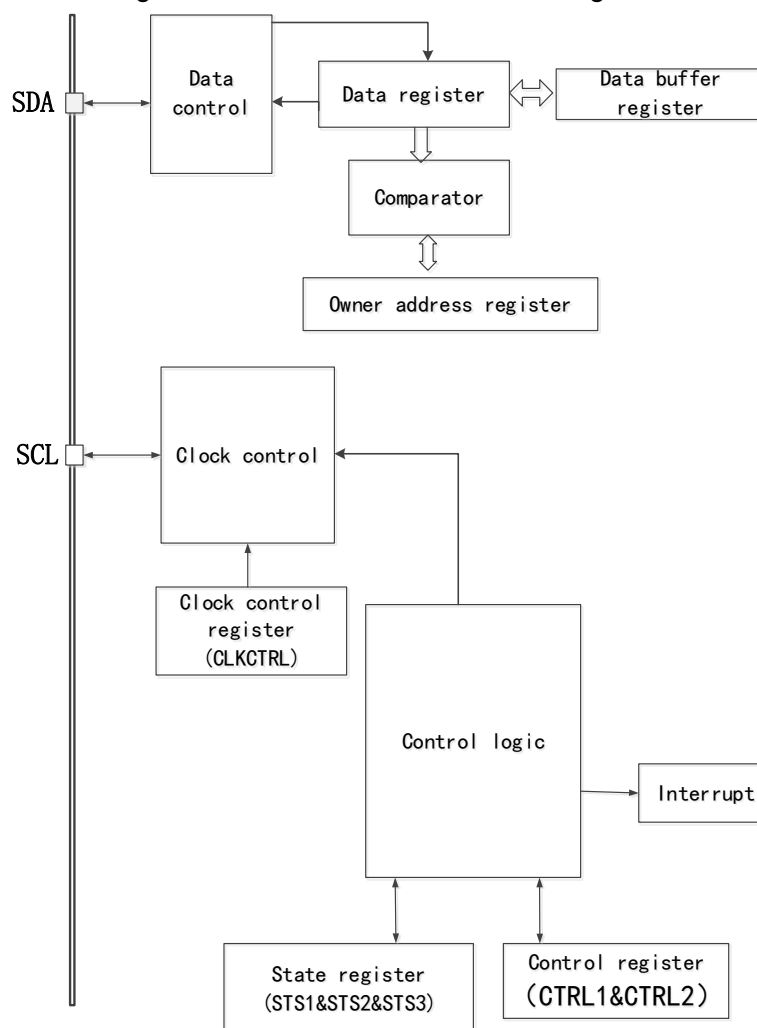 SDA
Data
control
Data register
Data buffer
register
Comparator
Owner address register
SCL
Clock control
Clock control
register
(CLKCTRL)
Control logic
Interrupt
State register
(STS1&STS2&STS3)
Control register
(CTRL1&CTRL2)